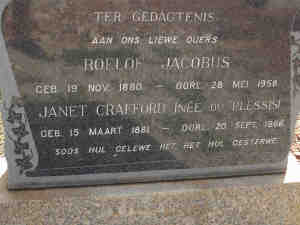 TER GEDAGTENIS
AAN ONS LIEWE OUERS
ROELOF JACOBUS
GEB. 19 NOV. 1880 — OORL. 28 MEI 1958
JANET CRAFFORD (NÉE DU PLESSIS)
GEB. 15 MAART 1881 — OORL. 20 SEPT. 1966
SOOS HUL GELEWE HET, HET HUL GESTERWE.